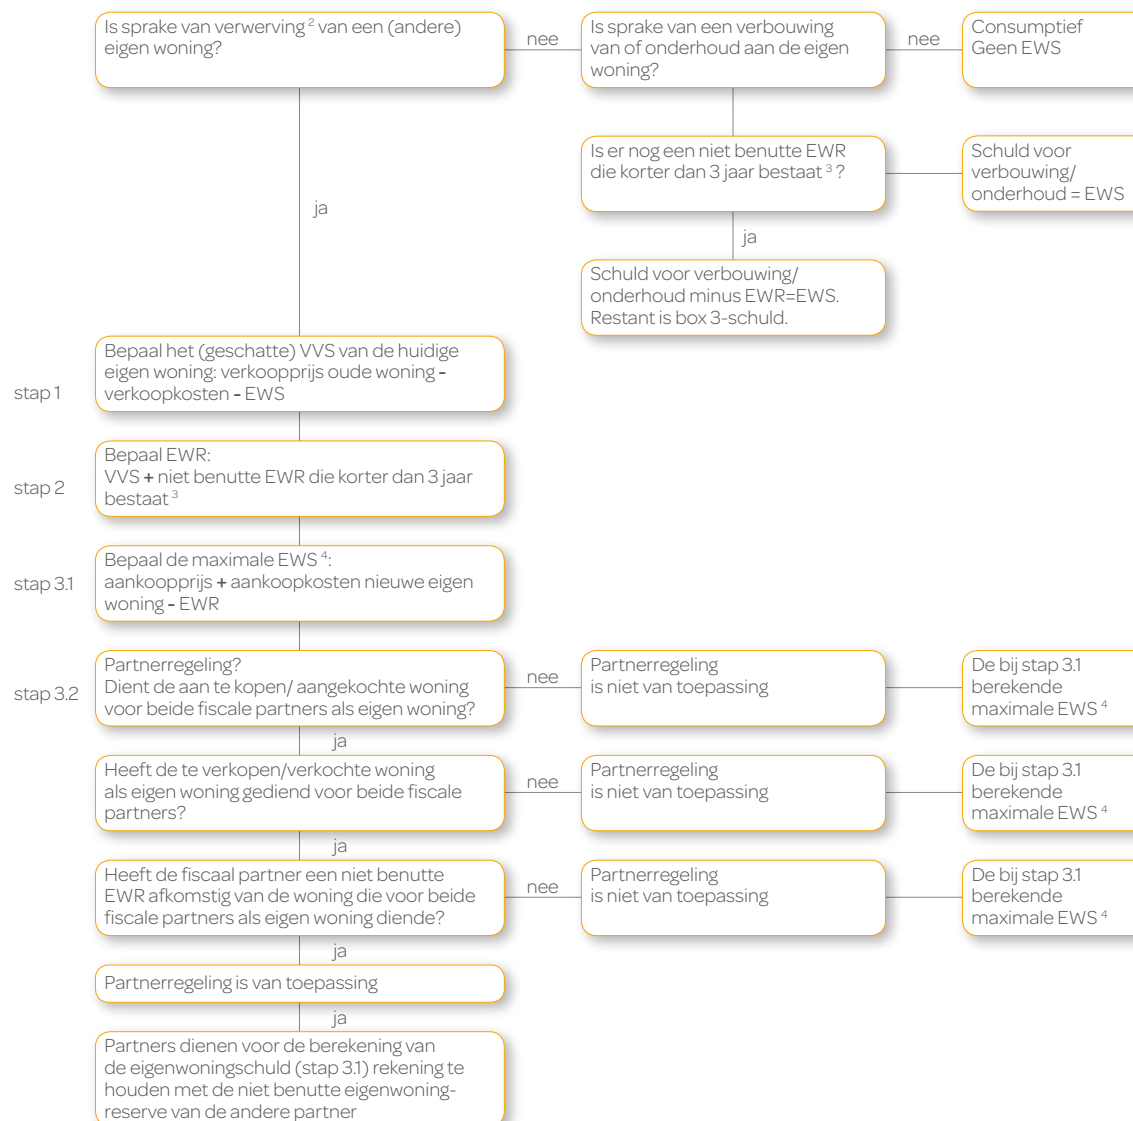 Is sprake van verwerving ² van een (andere)
eigen woning?
nee
Is sprake van een verbouwing
van of onderhoud aan de eigen
woning?
nee
Consumptief
Geen EWS
Is er nog een niet benutte EWR
die korter dan 3 jaar bestaat ³ ?
Schuld voor
verbouwing/
onderhoud = EWS
ja
ja
Schuld voor verbouwing/
onderhoud minus EWR=EWS.
Restant is box 3-schuld.
stap 1
Bepaal het (geschatte) VVS van de huidige
eigen woning: verkoopprijs oude woning -
verkoopkosten - EWS
stap 2
Bepaal EWR:
VVS + niet benutte EWR die korter dan 3 jaar
bestaat ³
stap 3.1
Bepaal de maximale EWS ⁴:
aankoopprijs + aankoopkosten nieuwe eigen
woning - EWR
stap 3.2
Partnerregeling?
Dient de aan te kopen/ aangekochte woning
voor beide fiscale partners als eigen woning?
nee
Partnerregeling
is niet van toepassing
De bij stap 3.1
berekende
maximale EWS ⁴
ja
Heeft de te verkopen/verkochte woning
als eigen woning gediend voor beide fiscale
partners?
nee
Partnerregeling
is niet van toepassing
De bij stap 3.1
berekende
maximale EWS ⁴
ja
Heeft de fiscaal partner een niet benutte
EWR afkomstig van de woning die voor beide
fiscale partners als eigen woning diende?
nee
Partnerregeling
is niet van toepassing
De bij stap 3.1
berekende
maximale EWS ⁴
ja
Partnerregeling is van toepassing
ja
Partners dienen voor de berekening van
de eigenwoningschuld (stap 3.1) rekening te
houden met de niet benutte eigenwoning-
reserve van de andere partner